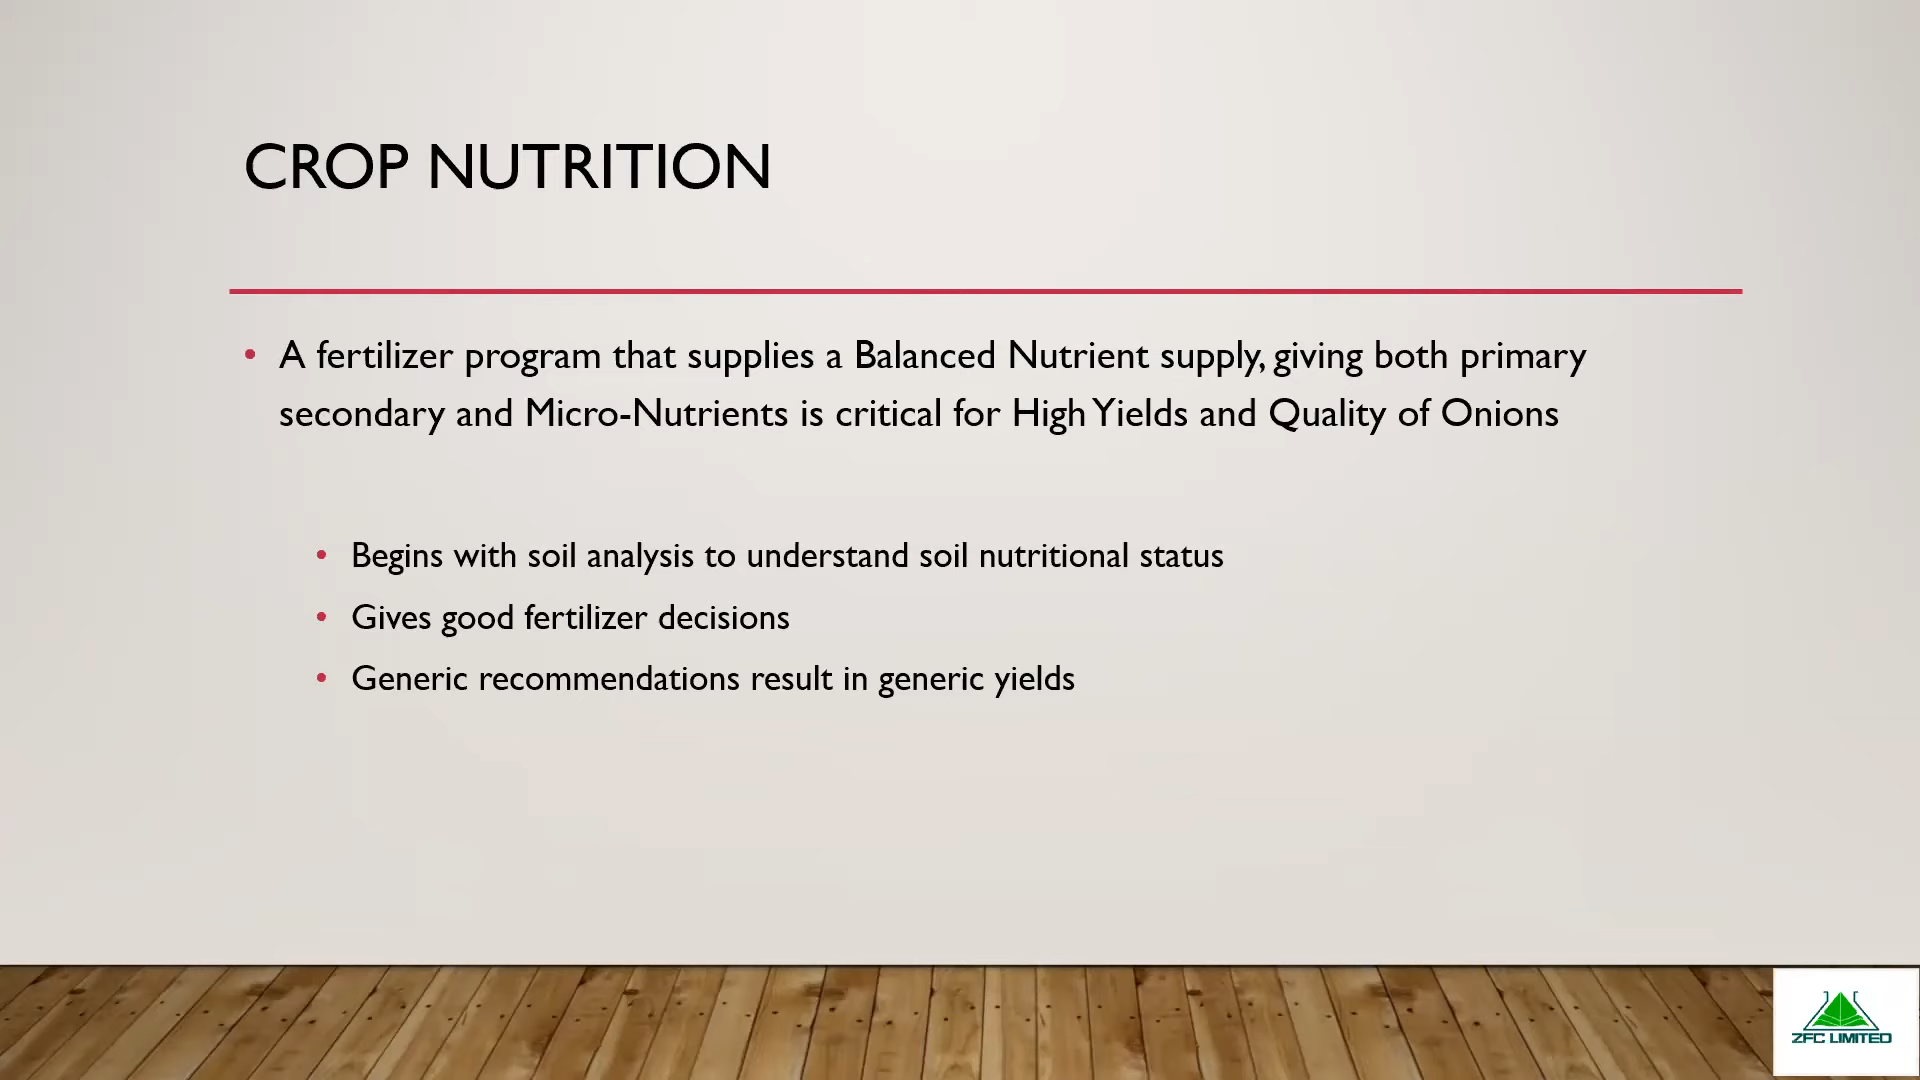 CROP NUTRITION
• A fertilizer program that supplies a Balanced Nutrient supply, giving both primary
secondary and Micro-Nutrients is critical for High Yields and Quality of Onions
• Begins with soil analysis to understand soil nutritional status
• Gives good fertilizer decisions
• Generic recommendations result in generic yields
ZFC LIMITED